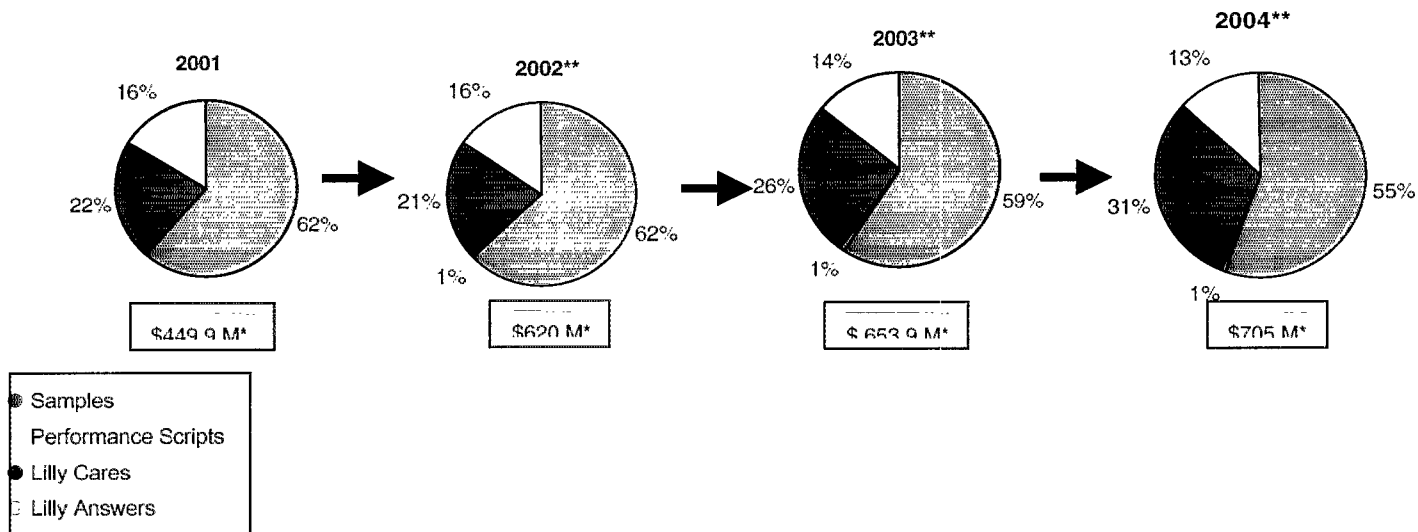 2001
2002**
2003**
2004**
16%
22%
62%
16%
21%
62%
1%
14%
26%
59%
1%
13%
31%
55%
1%
$449.9 M*
$620 M*
$ 653.9 M*
$705 M*
Samples
Performance Scripts
Lilly Cares
Lilly Answers